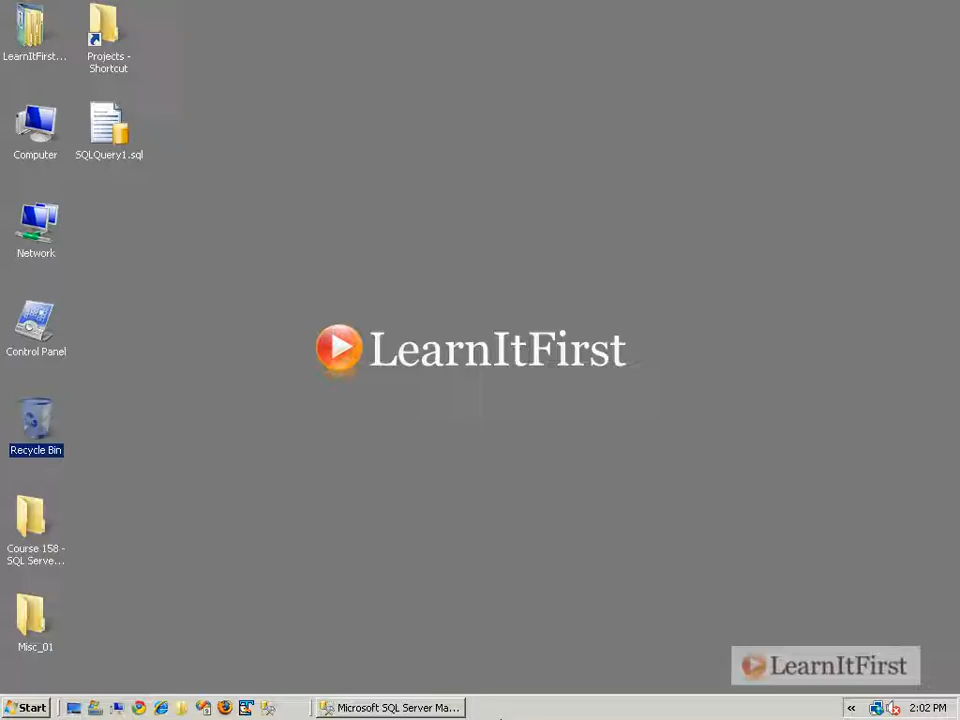 LearnItFirst...
Projects -
Shortcut
Computer
SQLQuery1.sql
Network
Control Panel
LearnItFirst
Recycle Bin
Course 158 -
SQL Serve...
Misc_01
LearnItFirst
Start
Microsoft SQL Server Ma...
«
2:02 PM